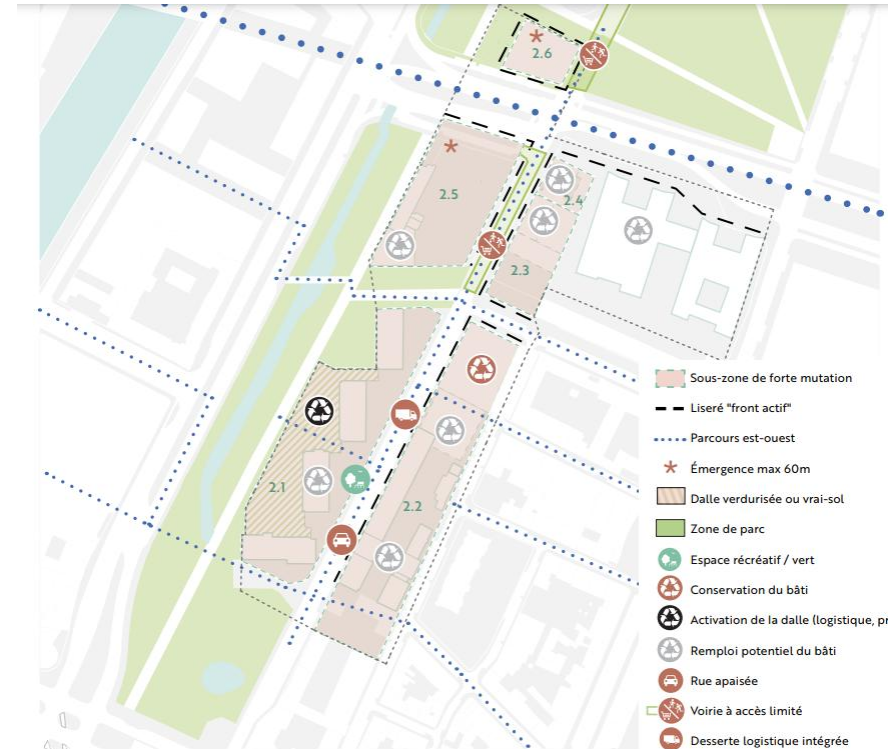 2.6
2.5
2.4
2.3
2.1
2.2
Sous-zone de forte mutation
Liseré "front actif"
Parcours est-ouest
Émergence max 60m
Dalle verdurisée ou vrai-sol
Zone de parc
Espace récréatif / vert
Conservation du bâti
Activation de la dalle (logistique, pr
Remploi potentiel du bâti
Rue apaisée
Voirie à accès limité
Desserte logistique intégrée